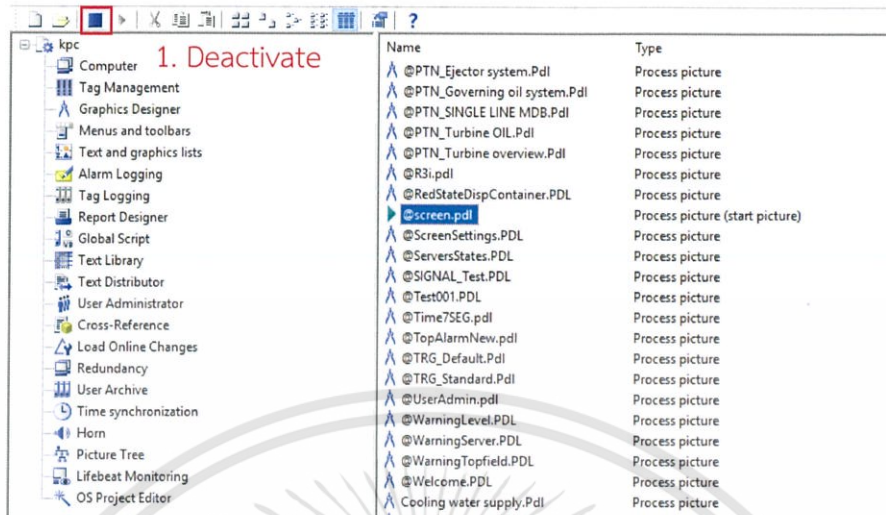 kpc
1. Deactivate
Computer
Tag Management
Graphics Designer
Menus and toolbars
Text and graphics lists
Alarm Logging
Tag Logging
Report Designer
Global Script
Text Library
Text Distributor
User Administrator
Cross-Reference
Load Online Changes
Redundancy
User Archive
Time synchronization
Horn
Picture Tree
Lifebeat Monitoring
OS Project Editor
Name Type
@PTN_Ejector system.Pdl Process picture
@PTN_Governing oil system.Pdl Process picture
@PTN_SINGLE LINE MDB.Pdl Process picture
@PTN_Turbine OIL.Pdl Process picture
@PTN_Turbine overview.Pdl Process picture
@R3i.pdl Process picture
@RedStateDispContainer.PDL Process picture
@screen.pdl Process picture (start picture)
@ScreenSettings.PDL Process picture
@ServersStates.PDL Process picture
@SIGNAL_Test.PDL Process picture
@Test001.PDL Process picture
@Time7SEG.pdl Process picture
@TopAlarmNew.pdl Process picture
@TRG_Default.Pdl Process picture
@TRG_Standard.Pdl Process picture
@UserAdmin.pdl Process picture
@WarningLevel.PDL Process picture
@WarningServer.PDL Process picture
@WarningTopfield.PDL Process picture
@Welcome.PDL Process picture
Cooling water supply.Pdl Process picture